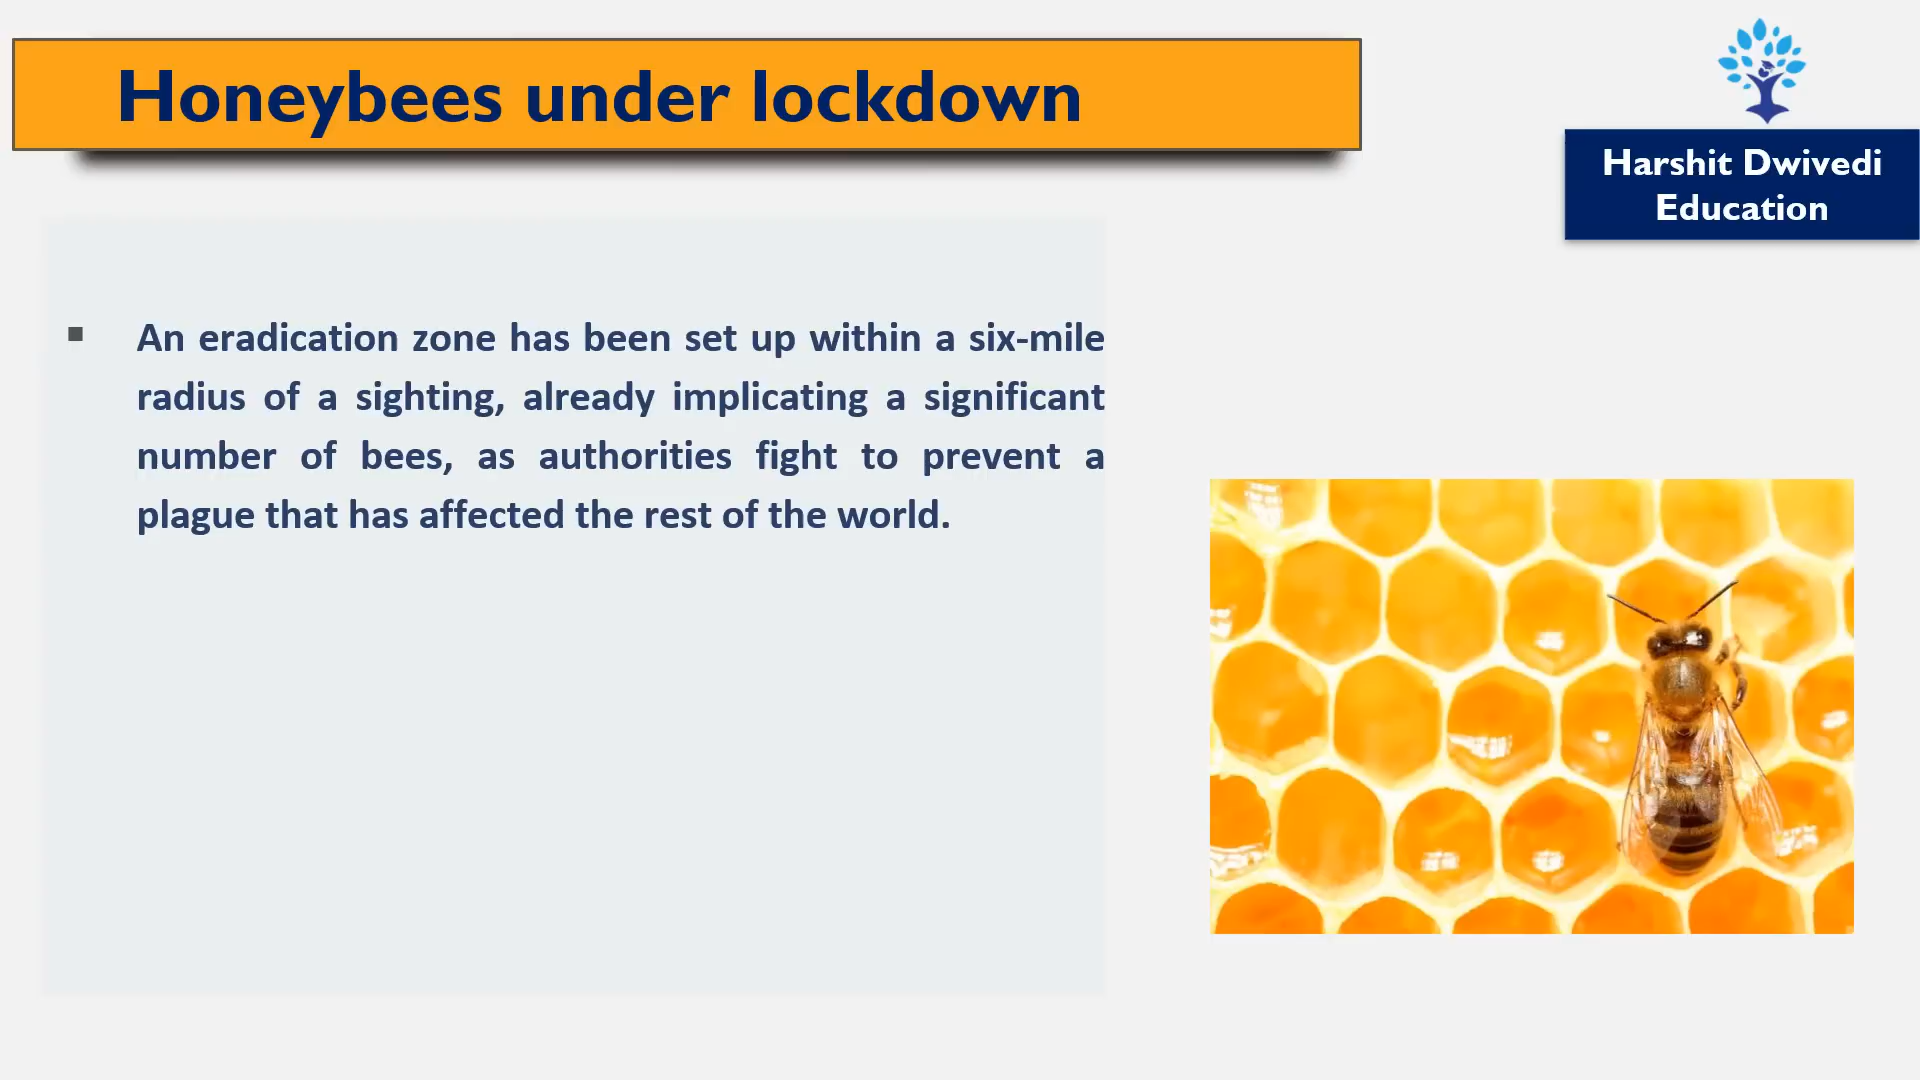 Honeybees under lockdown
Harshit Dwivedi
Education
▪ An eradication zone has been set up within a six-mile
radius of a sighting, already implicating a significant
number of bees, as authorities fight to prevent a
plague that has affected the rest of the world.